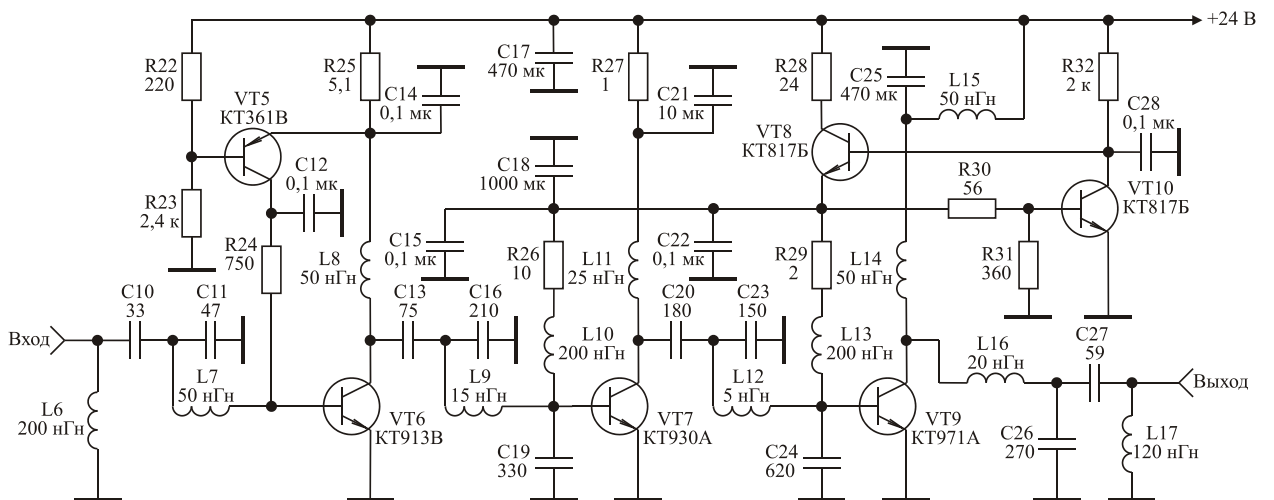 +24 В
R22
220
R25
5,1
C17
470 мк
R27
1
R28
24
C25
470 мк
L15
50 нГн
R32
2 к
VT5
КТ361В
C14
0,1 мк
C21
10 мк
C28
0,1 мк
VT8
КТ817Б
C12
0,1 мк
C18
1000 мк
R30
56
VT10
КТ817Б
R23
2,4 к
R24
750
L8
50 нГн
C15
0,1 мк
R26
10
L11
25 нГн
C22
0,1 мк
R29
2
L14
50 нГн
R31
360
C10
33
C11
47
C13
75
C16
210
L10
200 нГн
C20
180
C23
150
L13
200 нГн
L16
20 нГн
C27
59
Вход
L7
50 нГн
L9
15 нГн
L12
5 нГн
Выход
L6
200 нГн
VT6
КТ913В
VT7
КТ930А
VT9
КТ971А
C19
330
C24
620
C26
270
L17
120 нГн